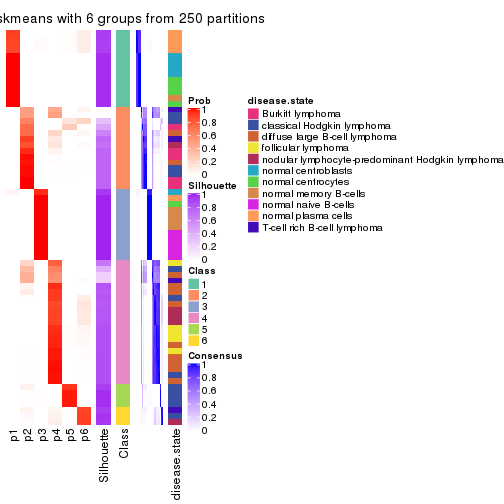 skmeans with 6 groups from 250 partitions
Prob
1
0.8
0.6
0.4
0.2
0
Silhouette
1
0.8
0.6
0.4
0.2
0
Class
1
2
3
4
5
6
Consensus
1
0.8
0.6
0.4
0.2
0
disease.state
Burkitt lymphoma
classical Hodgkin lymphoma
diffuse large B-cell lymphoma
follicular lymphoma
nodular lymphocyte-predominant Hodgkin lymphoma
normal centroblasts
normal centrocytes
normal memory B-cells
normal naive B-cells
normal plasma cells
T-cell rich B-cell lymphoma
p1
p2
p3
p4
p5
p6
Silhouette
Class
disease.state